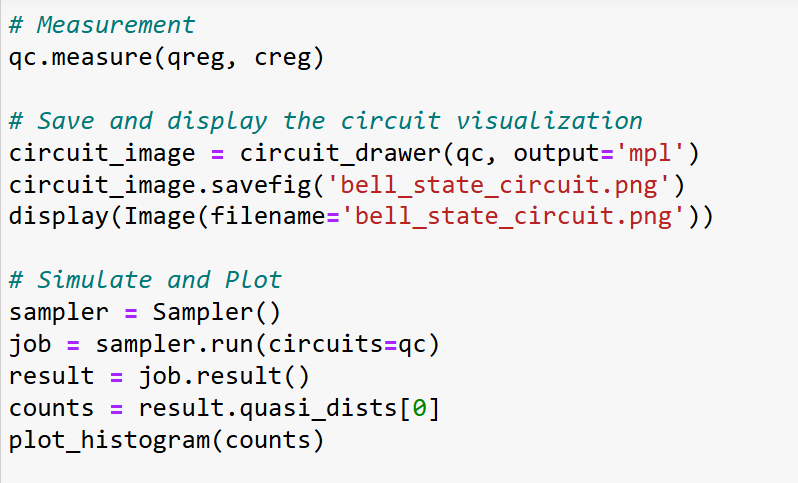 # Measurement
qc.measure(qreg, creg)
# Save and display the circuit visualization
circuit_image = circuit_drawer(qc, output='mpl')
circuit_image.savefig('bell_state_circuit.png')
display(Image(filename='bell_state_circuit.png'))
# Simulate and Plot
sampler = Sampler()
job = sampler.run(circuits=qc)
result = job.result()
counts = result.quasi_dists[0]
plot_histogram(counts)